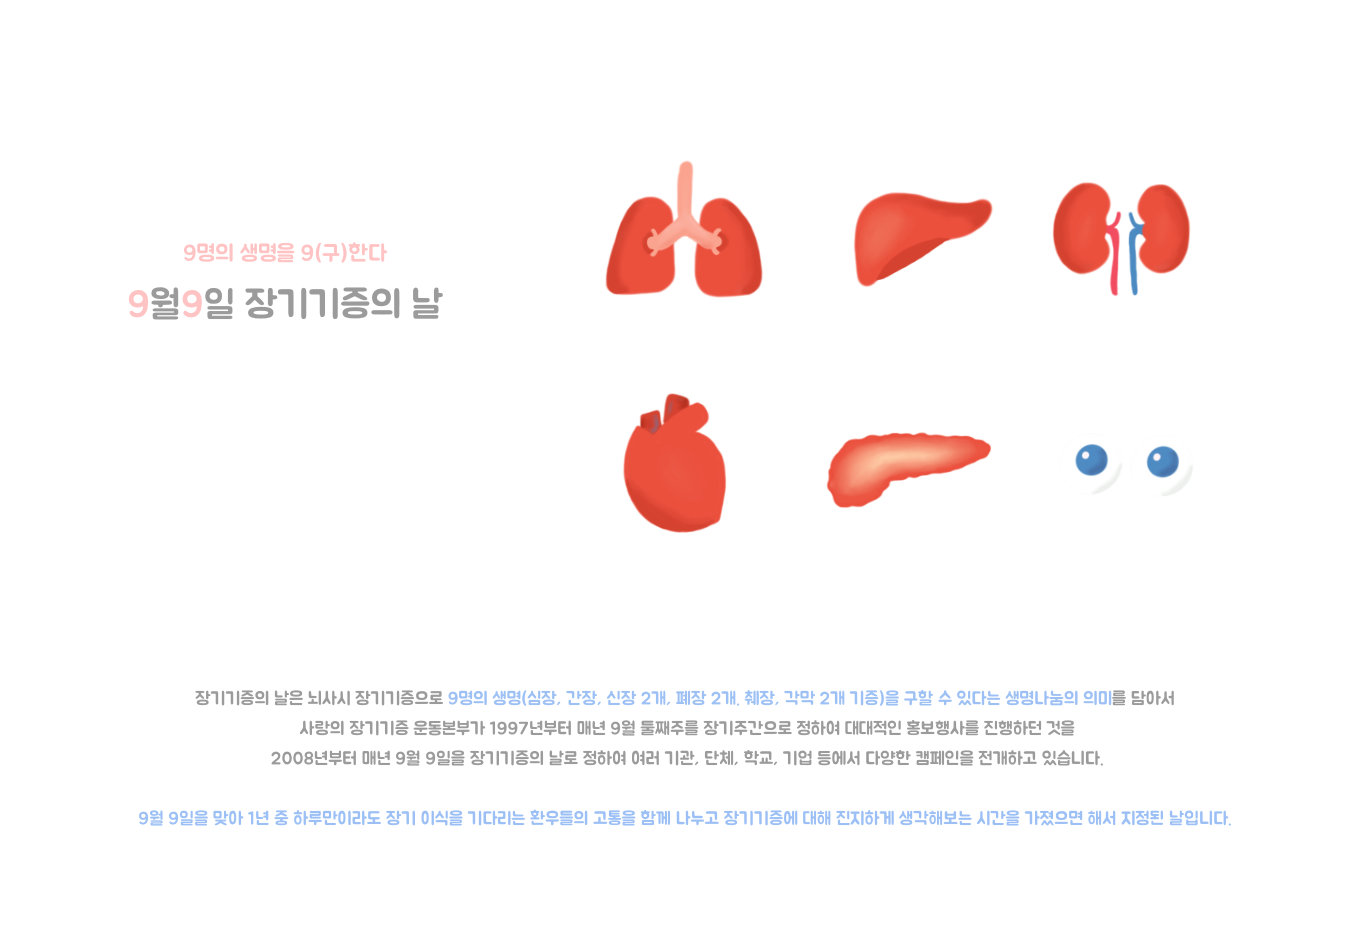 9명의 생명을 9(구)한다
9월9일 장기기증의 날
장기기증의 날은 뇌사시 장기기증으로 9명의 생명(심장, 간장, 신장 2개, 폐장 2개, 췌장, 각막 2개 기증)을 구할 수 있다는 생명나눔의 의미를 담아서
사랑의 장기기증 운동본부가 1997년부터 매년 9월 둘째주를 장기주간으로 정하여 대대적인 홍보행사를 진행하던 것을
2008년부터 매년 9월 9일을 장기기증의 날로 정하여 여러 기관, 단체, 학교, 기업 등에서 다양한 캠페인을 전개하고 있습니다.
9월 9일을 맞아 1년 중 하루만이라도 장기 이식을 기다리는 환우들의 고통을 함께 나누고 장기기증에 대해 진지하게 생각해보는 시간을 가졌으면 해서 지정된 날입니다.